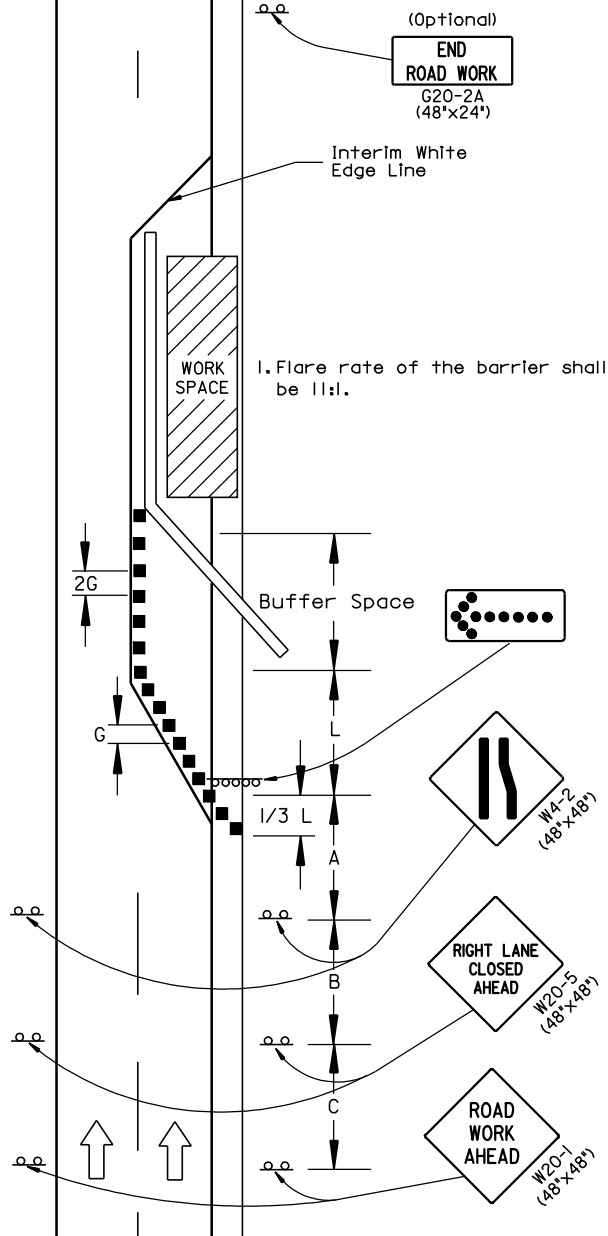 (Optional)
END
ROAD WORK
G20-2A
(48"x24")
Interim White
Edge Line
WORK
SPACE
1. Flare rate of the barrier shall
be 11:1.
2G
Buffer Space
G
L
1/3 L
W4-2
(48"x48")
A
RIGHT LANE
CLOSED
AHEAD
W20-5
(48"x48")
B
C
ROAD
WORK
AHEAD
W20-1
(48"x48")